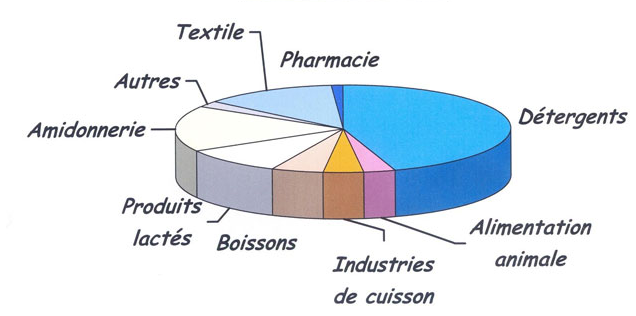 Textile
Pharmacie
Autres
Détergents
Amidonnerie
Produits
lactés
Boissons
Alimentation
animale
Industries
de cuisson